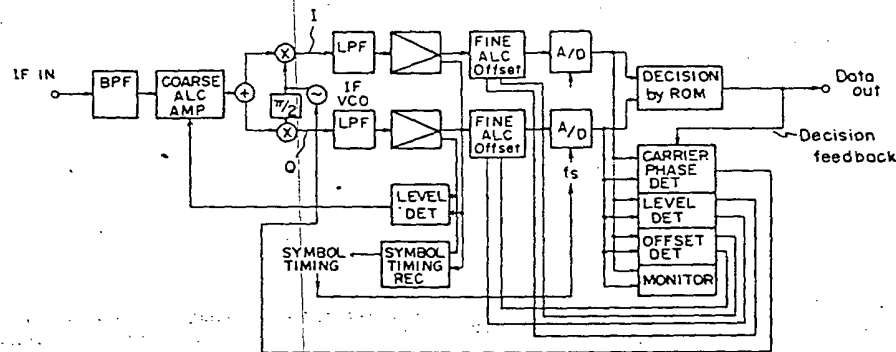 IF IN
BPF
COARSE
ALC
AMP
+
×
I
LPF
FINE
ALC
Offset
A/D
DECISION
by ROM
Data
out
Decision
feedback
π/2
~
IF
VCO
×
Q
LPF
FINE
ALC
Offset
A/D
fs
LEVEL
DET
SYMBOL
TIMING
SYMBOL
TIMING
REC
CARRIER
PHASE
DET
LEVEL
DET
OFFSET
DET
MONITOR